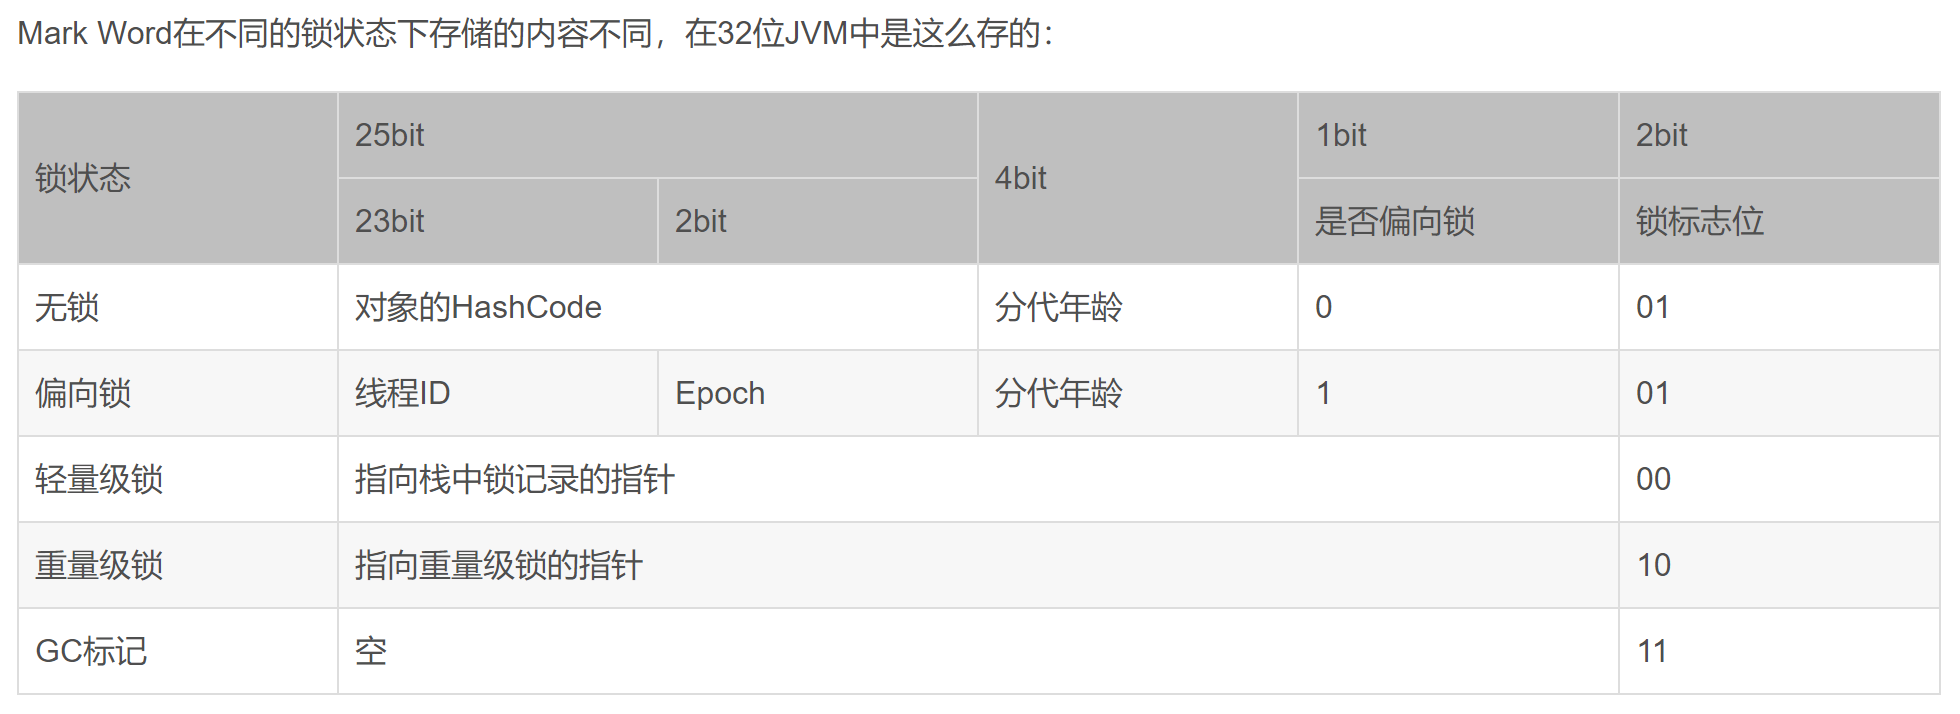 Mark Word在不同的锁状态下存储的内容不同，在32位JVM中是这么存的：
锁状态 25bit 4bit 1bit 2bit
23bit 2bit 是否偏向锁 锁标志位
无锁 对象的HashCode 分代年龄 0 01
偏向锁 线程ID Epoch 分代年龄 1 01
轻量级锁 指向栈中锁记录的指针 00
重量级锁 指向重量级锁的指针 10
GC标记 空 11